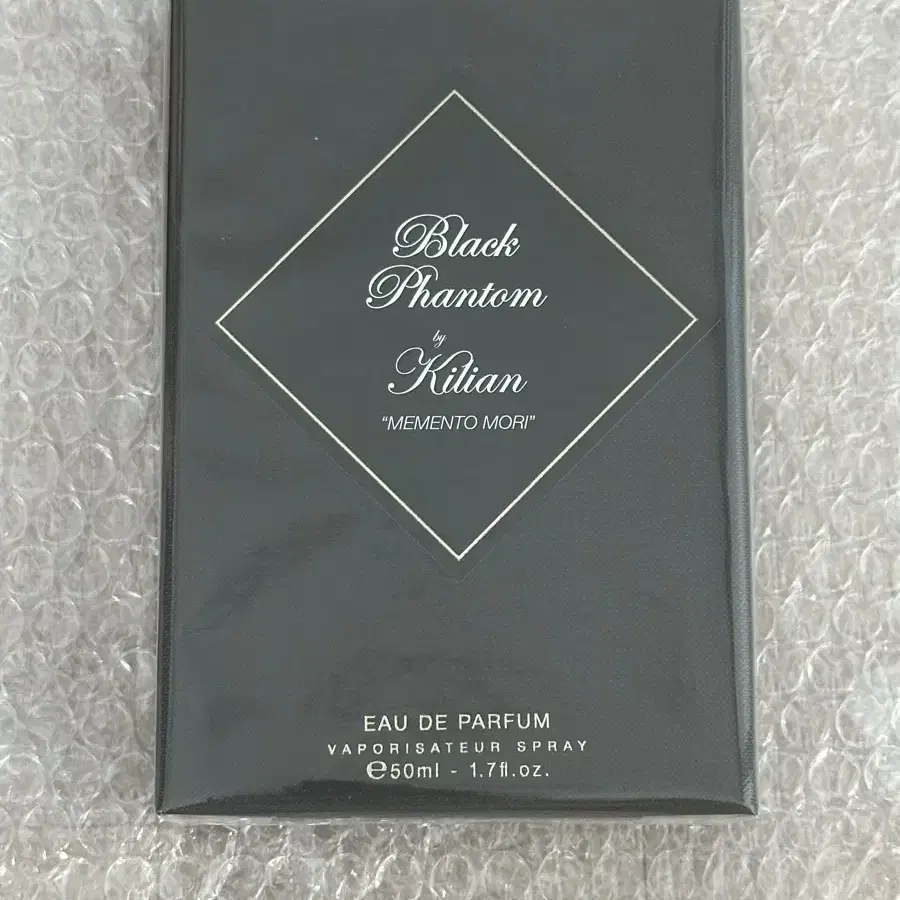 Black
Phantom
by
Kilian
“MEMENTO MORI”
EAU DE PARFUM
VAPORISATEUR SPRAY
℮50ml - 1.7fl.oz.